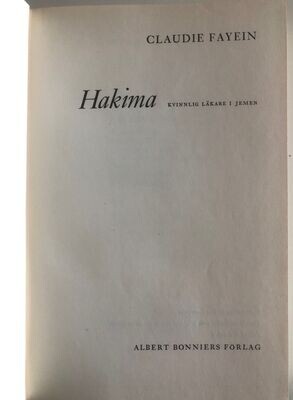 CLAUDIE FAYEIN
Hakima KVINNLIG LÄKARE I JEMEN
ALBERT BONNIERS FÖRLAG